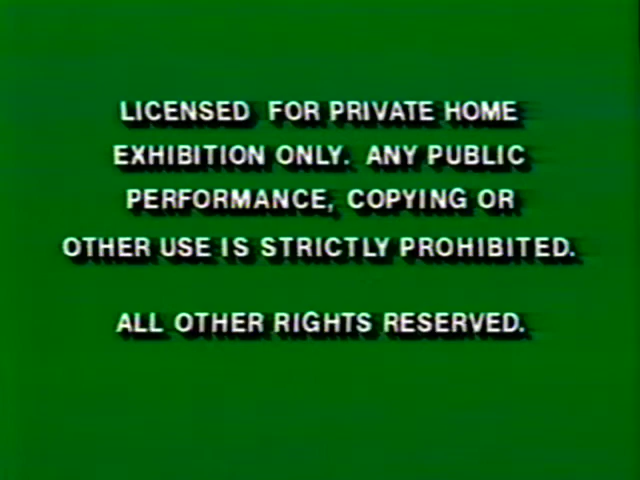 LICENSED FOR PRIVATE HOME
EXHIBITION ONLY. ANY PUBLIC
PERFORMANCE, COPYING OR
OTHER USE IS STRICTLY PROHIBITED.
ALL OTHER RIGHTS RESERVED.